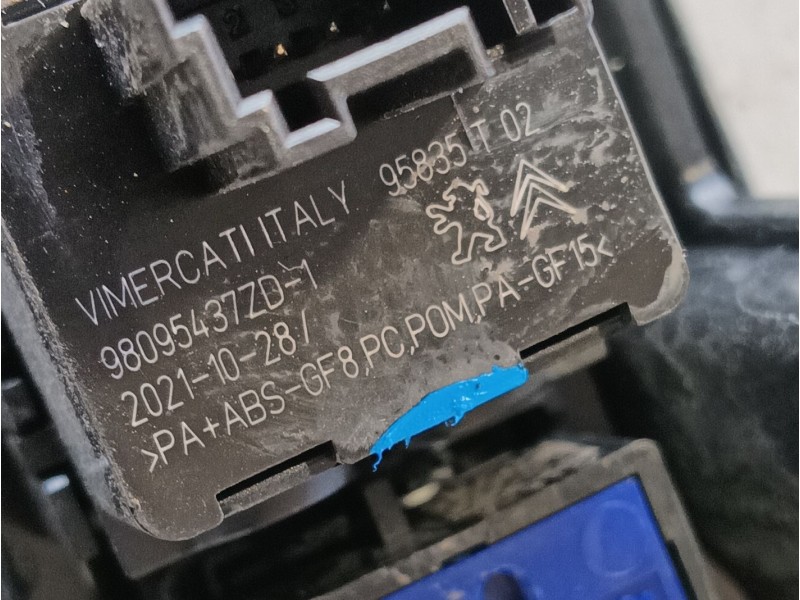 VIMERCATI ITALY 95835 T 02
98095437ZD-1
2021-10-28/
>PA+ABS-GF8,PC,POM,PA-GF15<